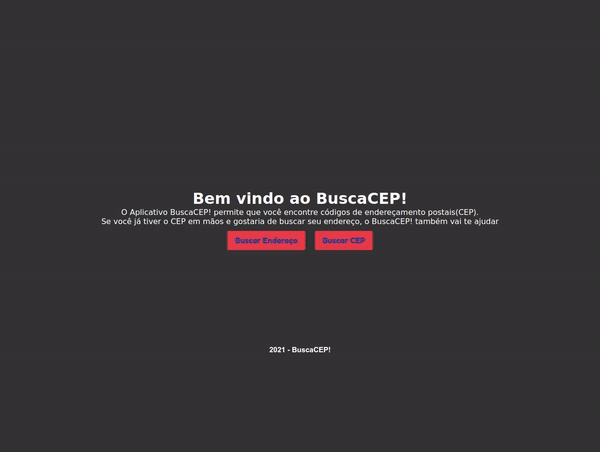 Bem vindo ao BuscaCEP!
O Aplicativo BuscaCEP! permite que você encontre códigos de endereçamento postais(CEP).
Se você já tiver o CEP em mãos e gostaria de buscar seu endereço, o BuscaCEP! também vai te ajudar
Buscar Endereço Buscar CEP
2021 - BuscaCEP!